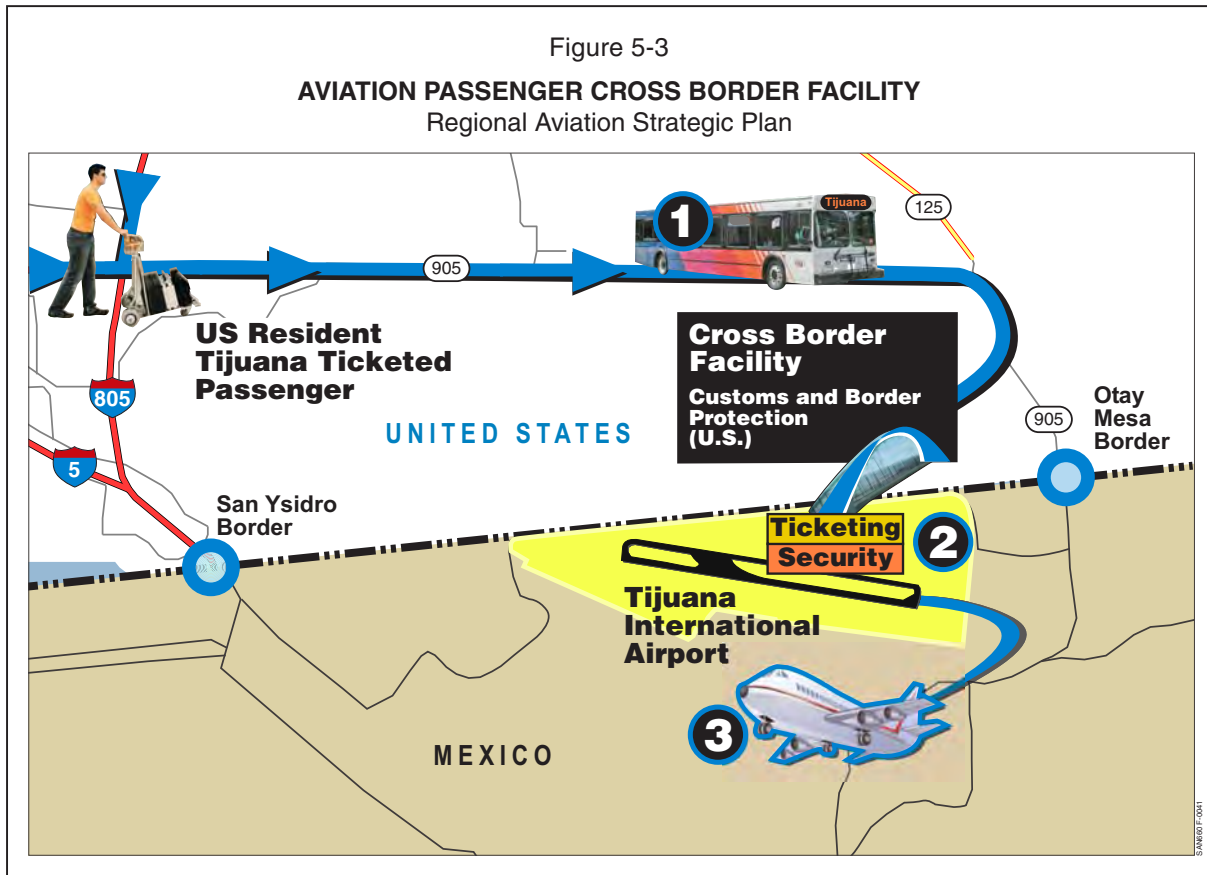 Figure 5-3
AVIATION PASSENGER CROSS BORDER FACILITY
Regional Aviation Strategic Plan
1
Tijuana
125
905
US Resident
Tijuana Ticketed
Passenger
Cross Border
Facility
Customs and Border
Protection
(U.S.)
805
UNITED STATES
905
Otay
Mesa
Border
5
San Ysidro
Border
Ticketing
Security
2
Tijuana
International
Airport
3
MEXICO
SAN660 F-0041